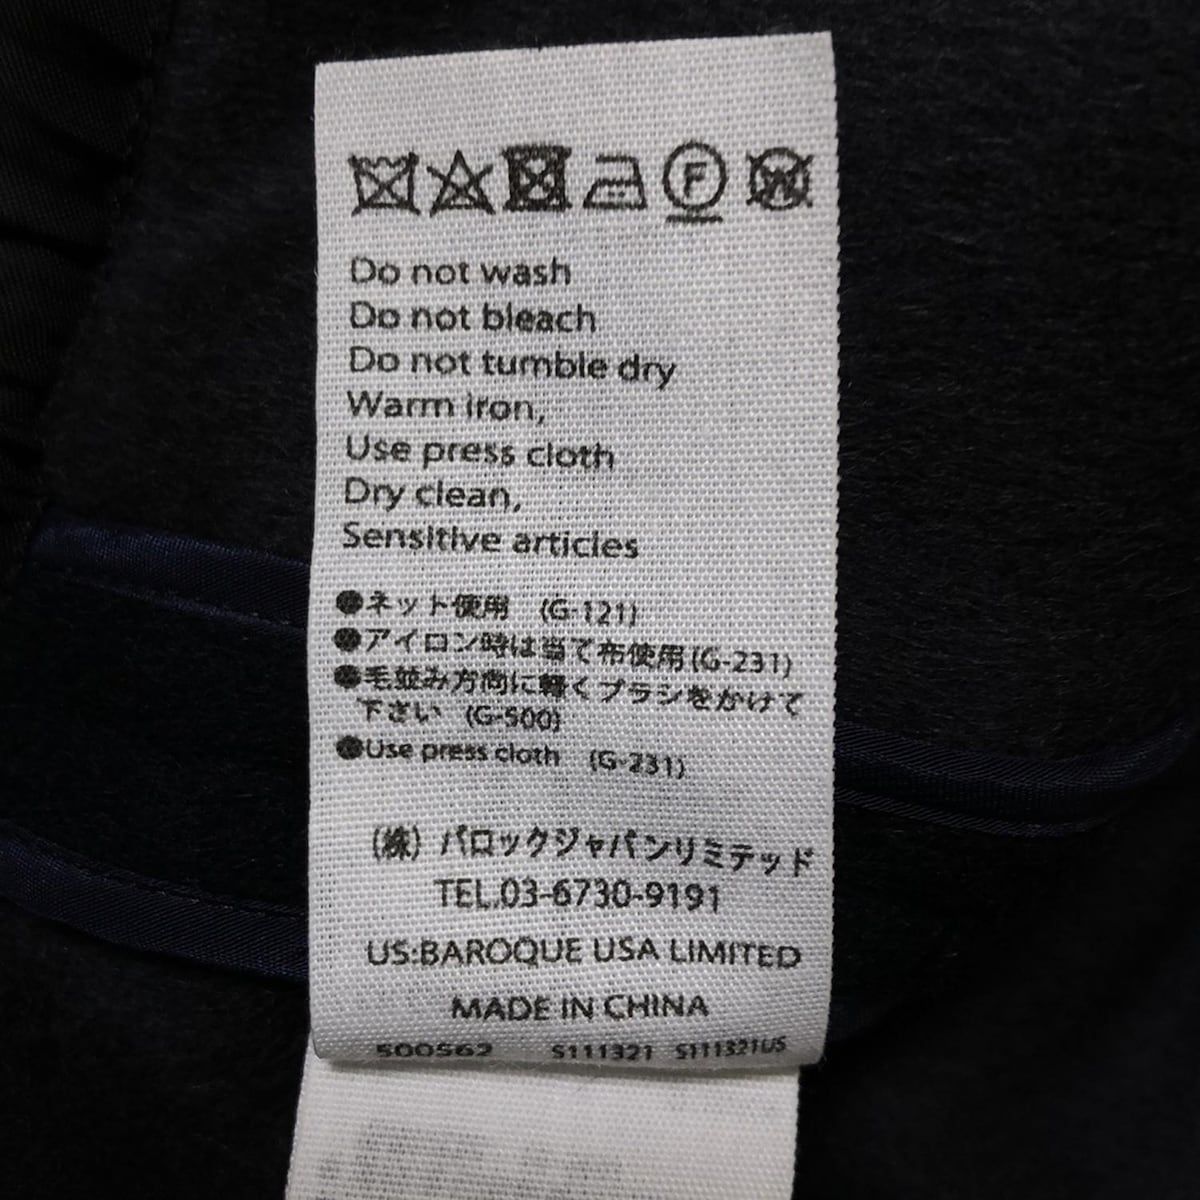 F W
Do not wash
Do not bleach
Do not tumble dry
Warm iron,
Use press cloth
Dry clean,
Sensitive articles
●ネット使用 (G-121)
●アイロン時は当て布使用(G-231)
●毛並み方向に軽くブラシをかけて
下さい (G-500)
●Use press cloth (G-231)
(株) バロックジャパンリミテッド
TEL.03-6730-9191
US:BAROQUE USA LIMITED
MADE IN CHINA
500562 S111321 S111321US